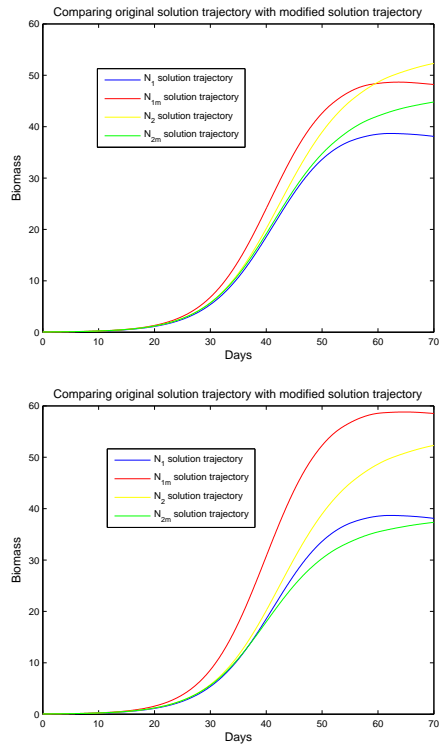 Comparing original solution trajectory with modified solution trajectory
60
50
40
30
20
10
0
Biomass
N1 solution trajectory
N1m solution trajectory
N2 solution trajectory
N2m solution trajectory
0 10 20 30 40 50 60 70
Days
Comparing original solution trajectory with modified solution trajectory
60
50
40
30
20
10
0
Biomass
N1 solution trajectory
N1m solution trajectory
N2 solution trajectory
N2m solution trajectory
0 10 20 30 40 50 60 70
Days